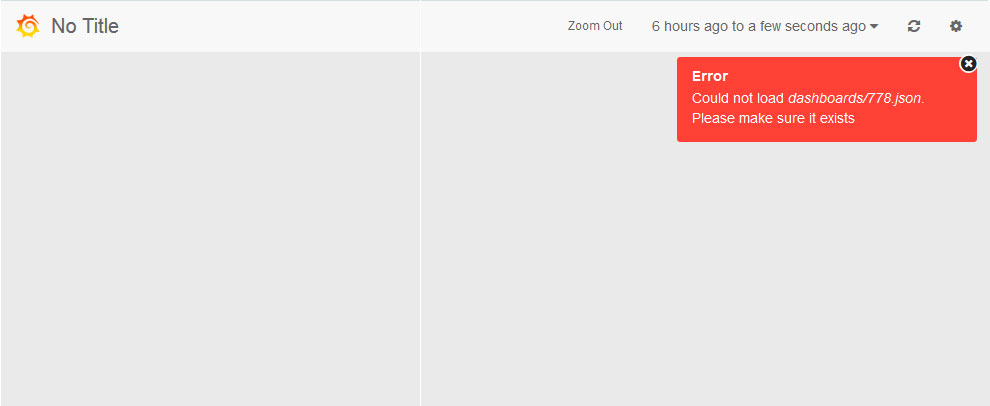 No Title
Zoom Out
6 hours ago to a few seconds ago
Error
Could not load dashboards/778.json.
Please make sure it exists